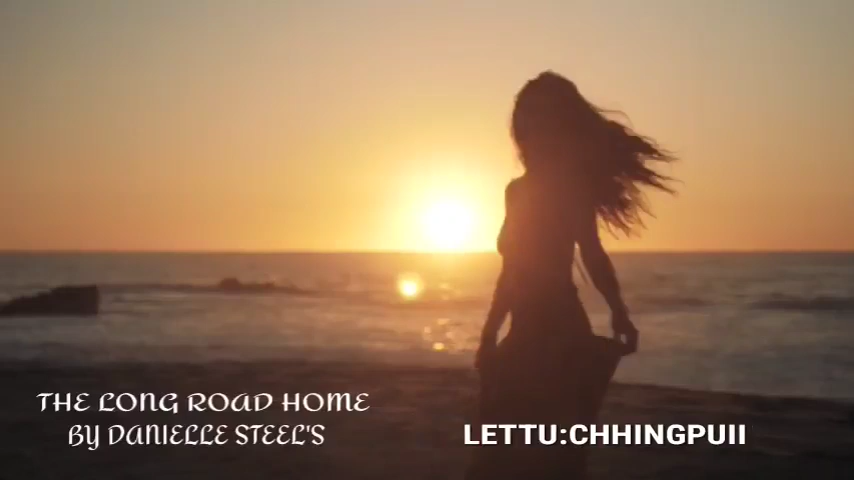 THE LONG ROAD HOME
BY DANIELLE STEEL'S
LETTU:CHHINGPUII